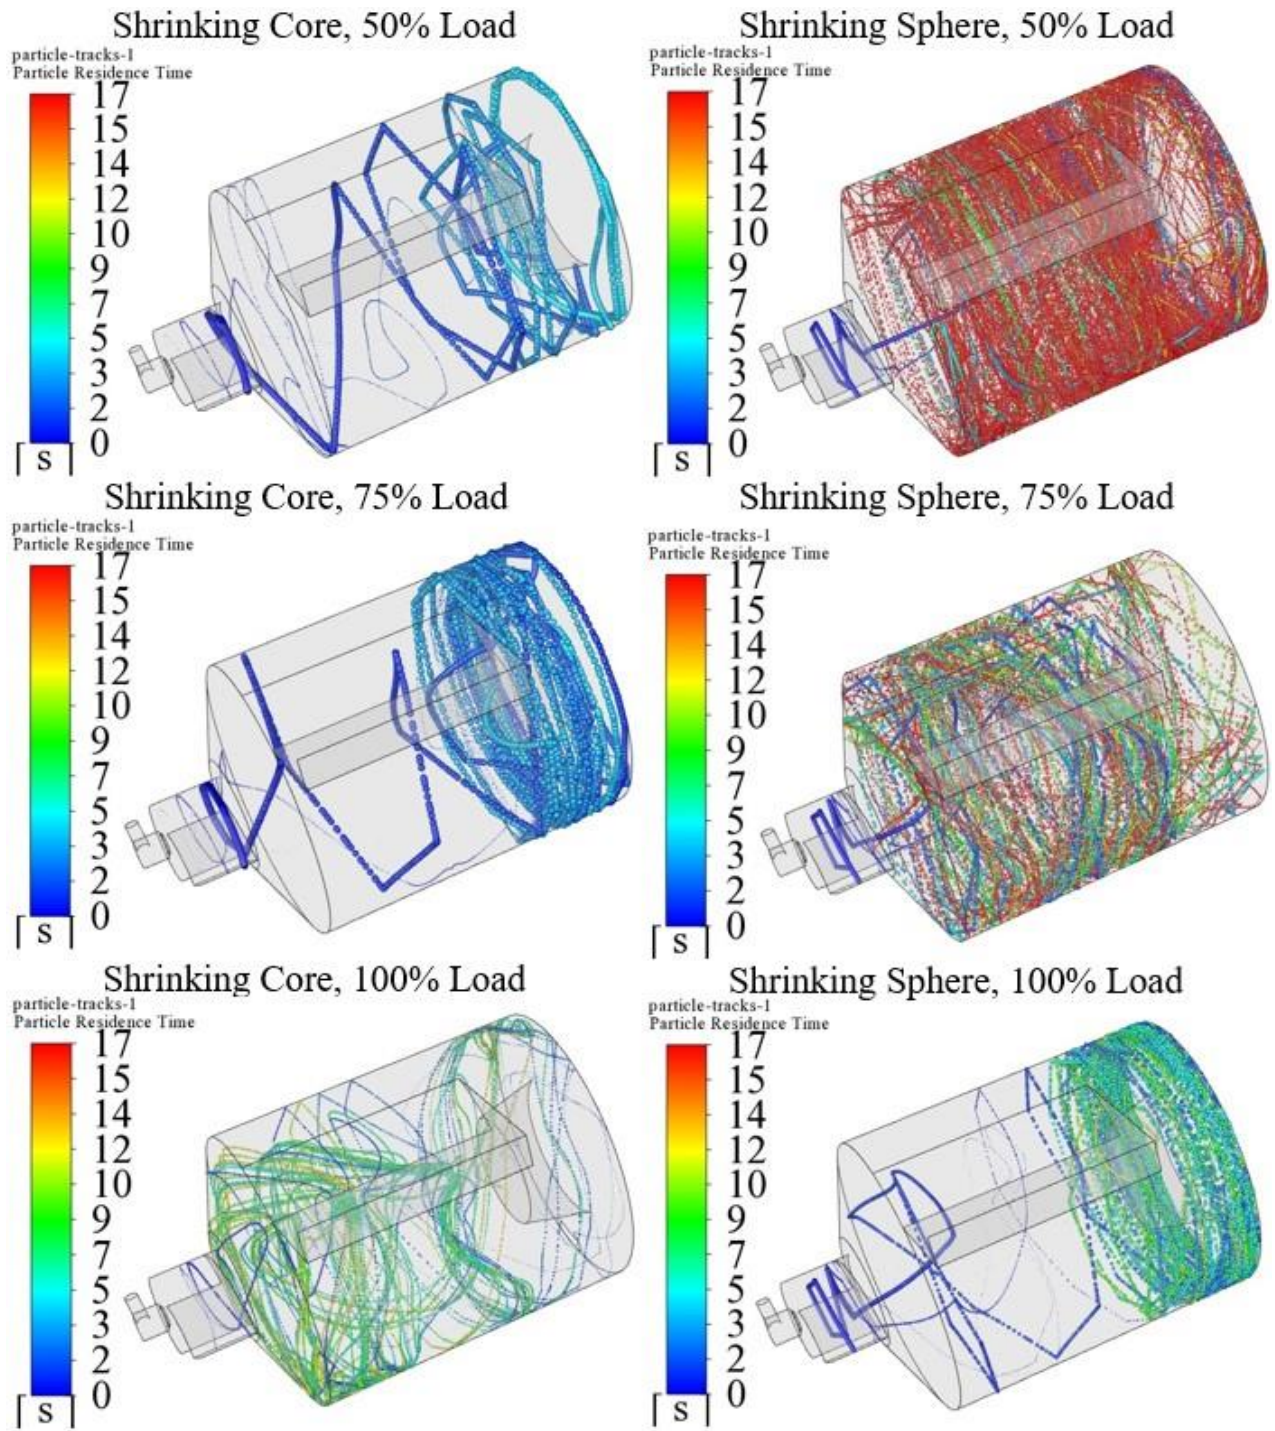 Shrinking Core, 50% Load
particle-tracks-1
Particle Residence Time
17
15
14
12
10
9
7
5
3
2
0
[ s ]
Shrinking Sphere, 50% Load
particle-tracks-1
Particle Residence Time
17
15
14
12
10
9
7
5
3
2
0
[ s ]
Shrinking Core, 75% Load
particle-tracks-1
Particle Residence Time
17
15
14
12
10
9
7
5
3
2
0
[ s ]
Shrinking Sphere, 75% Load
particle-tracks-1
Particle Residence Time
17
15
14
12
10
9
7
5
3
2
0
[ s ]
Shrinking Core, 100% Load
particle-tracks-1
Particle Residence Time
17
15
14
12
10
9
7
5
3
2
0
[ s ]
Shrinking Sphere, 100% Load
particle-tracks-1
Particle Residence Time
17
15
14
12
10
9
7
5
3
2
0
[ s ]